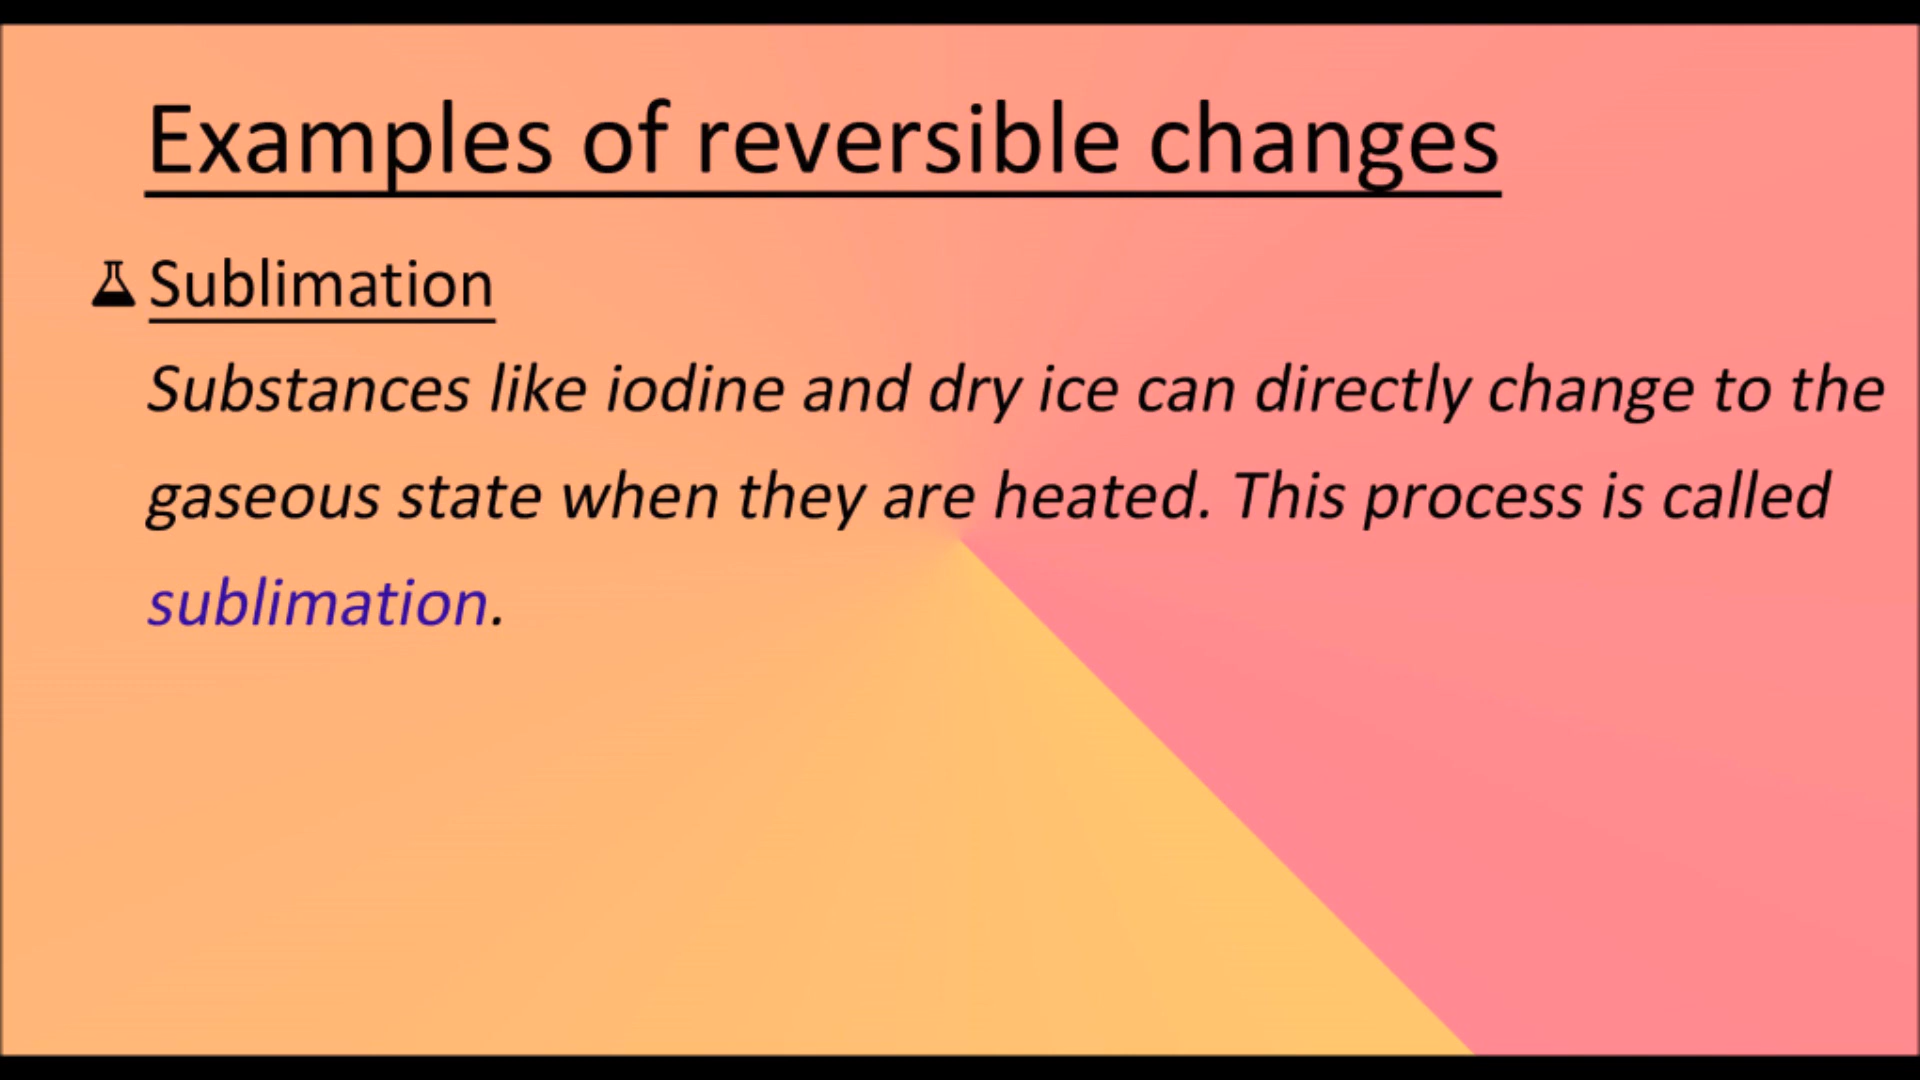 Examples of reversible changes
Sublimation
Substances like iodine and dry ice can directly change to the
gaseous state when they are heated. This process is called
sublimation.